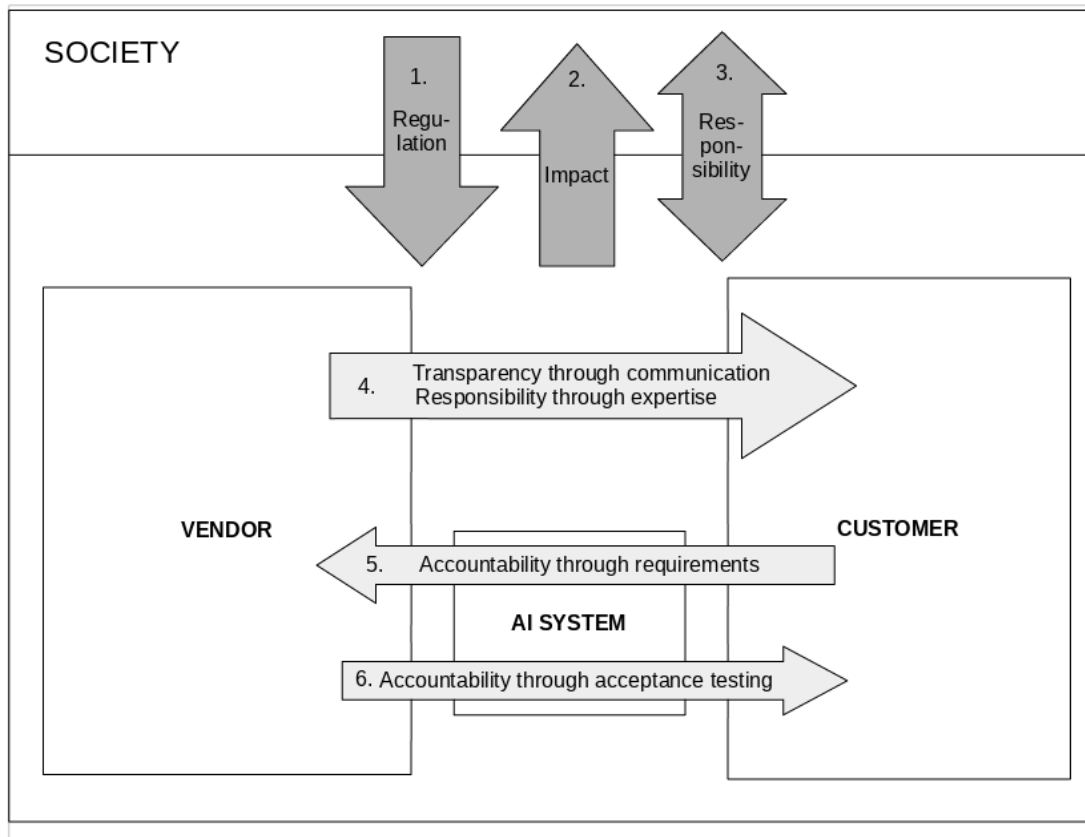 SOCIETY
1.
Regu-
lation
2.
Impact
3.
Res-
pon-
sibility
4.
Transparency through communication
Responsibility through expertise
VENDOR
CUSTOMER
5. Accountability through requirements
AI SYSTEM
6. Accountability through acceptance testing